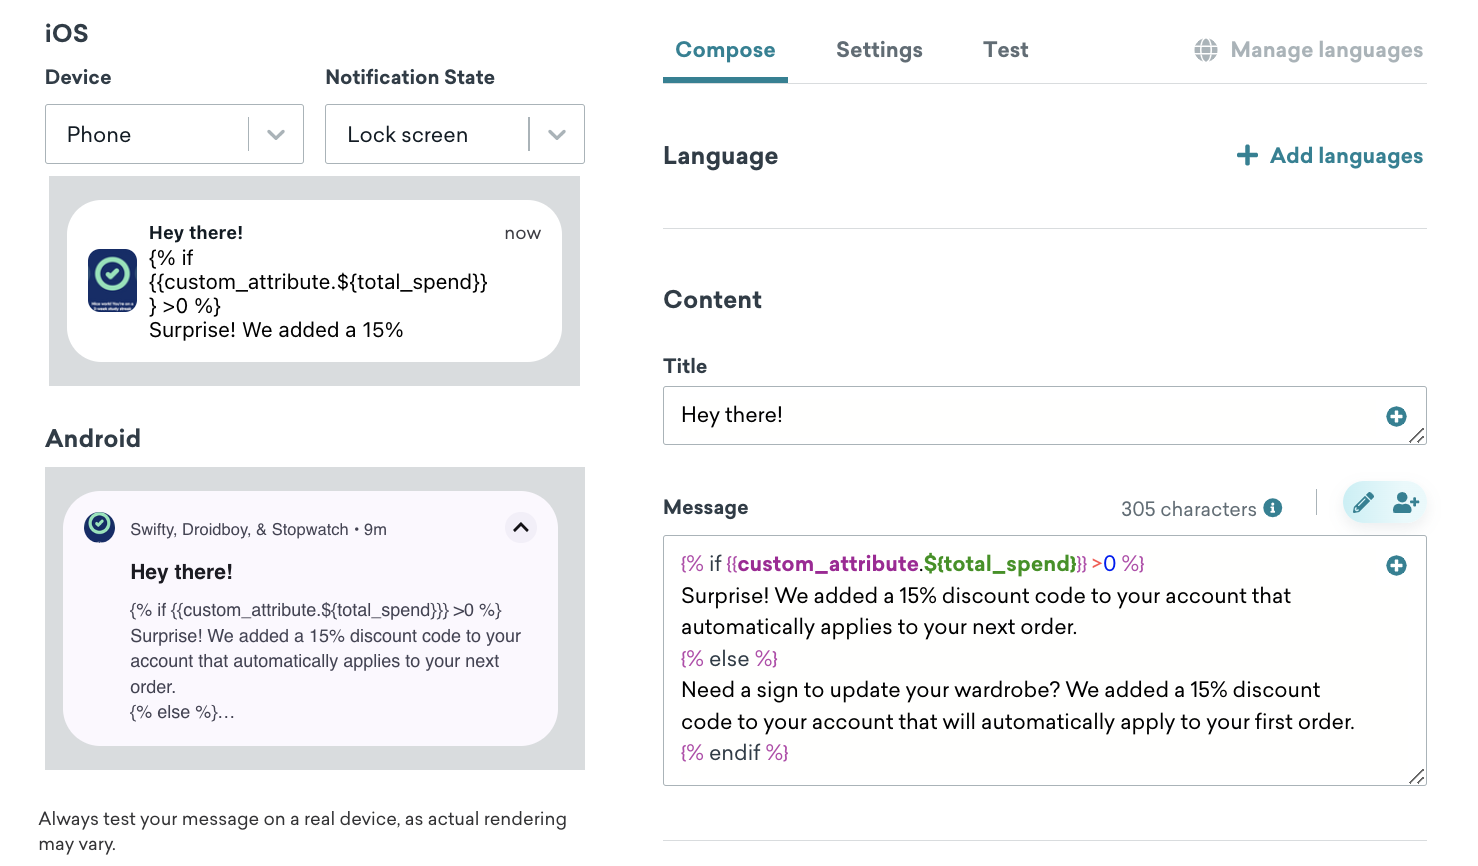 iOS
Device
Notification State
Phone
Lock screen
Hey there!
now
{% if
{{custom_attribute.${total_spend}}
} >0 %}
Surprise! We added a 15%
Android
Swifty, Droidboy, & Stopwatch • 9m
Hey there!
{% if {{custom_attribute.${total_spend}}} >0 %}
Surprise! We added a 15% discount code to your
account that automatically applies to your next
order.
{% else %}…
Always test your message on a real device, as actual rendering
may vary.
Compose
Settings
Test
Manage languages
Language
Add languages
Content
Title
Hey there!
Message
305 characters
{% if {{custom_attribute.${total_spend}}} >0 %}
Surprise! We added a 15% discount code to your account that
automatically applies to your next order.
{% else %}
Need a sign to update your wardrobe? We added a 15% discount
code to your account that will automatically apply to your first order.
{% endif %}